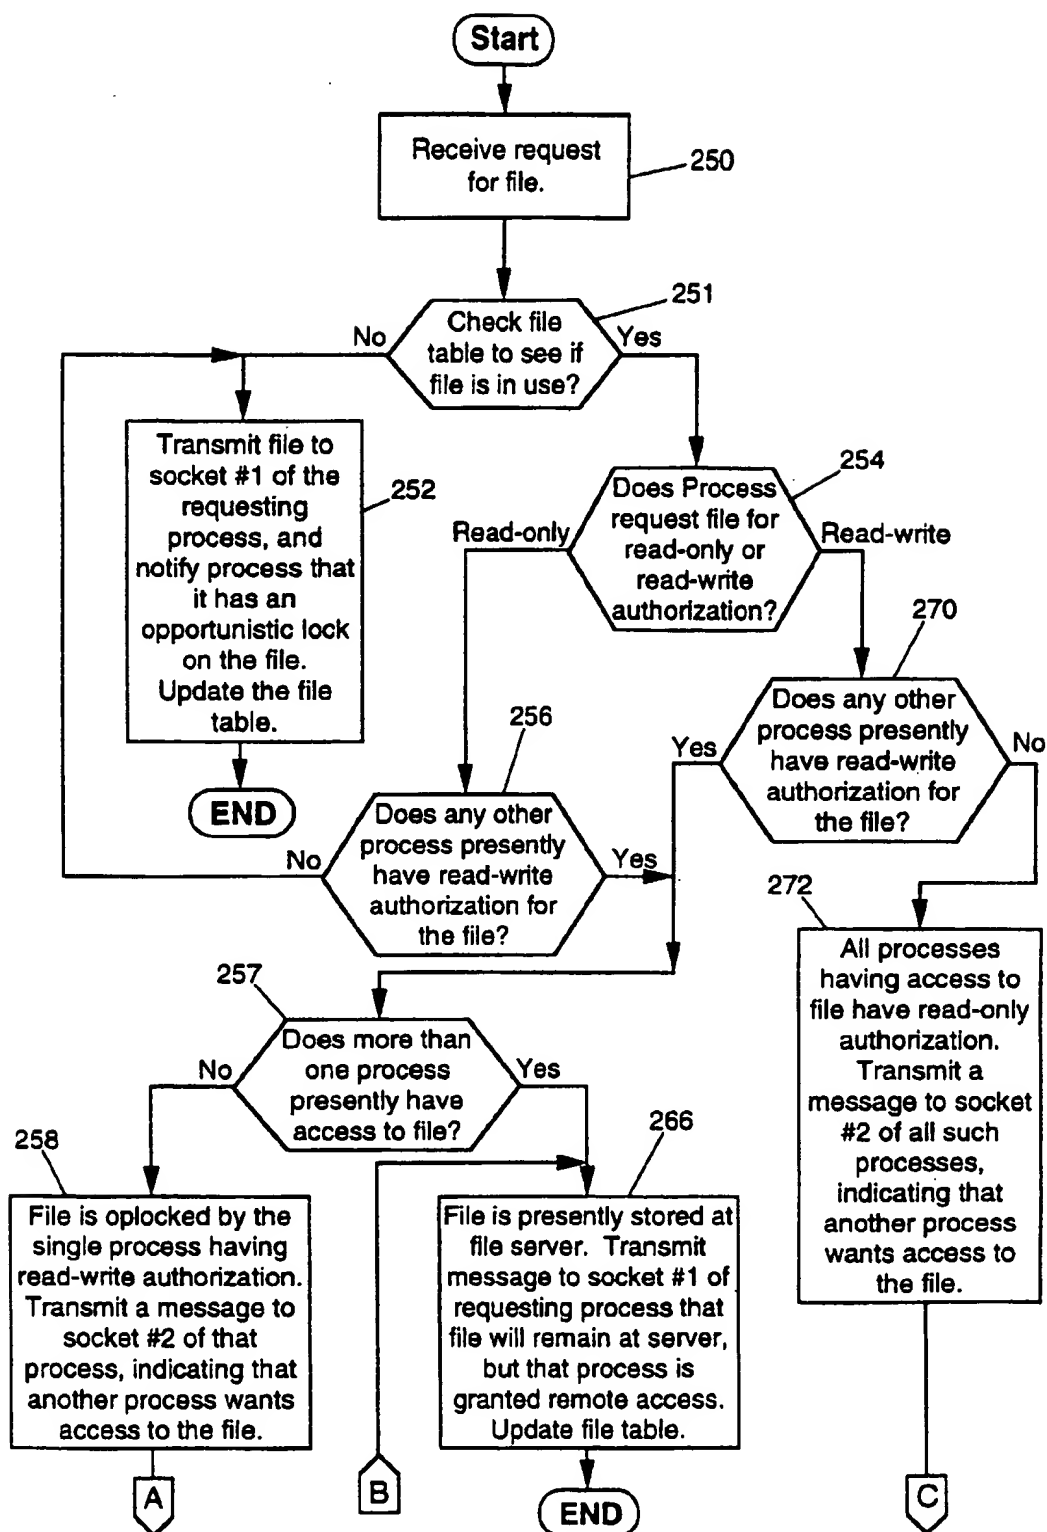 Start
Receive request
for file.
250
251
Check file
table to see if
file is in use?
No
Yes
Transmit file to
socket #1 of the
requesting
process, and
notify process that
it has an
opportunistic lock
on the file.
Update the file
table.
252
END
254
Does Process
request file for
read-only or
read-write
authorization?
Read-only
Read-write
270
Does any other
process presently
have read-write
authorization for
the file?
Yes
No
256
Does any other
process presently
have read-write
authorization for
the file?
No
Yes
272
All processes
having access to
file have read-only
authorization.
Transmit a
message to socket
#2 of all such
processes,
indicating that
another process
wants access to
the file.
257
Does more than
one process
presently have
access to file?
No
Yes
258
File is oplocked by the
single process having
read-write authorization.
Transmit a message to
socket #2 of that
process, indicating that
another process wants
access to the file.
266
File is presently stored at
file server. Transmit
message to socket #1 of
requesting process that
file will remain at server,
but that process is
granted remote access.
Update file table.
A
B
END
C